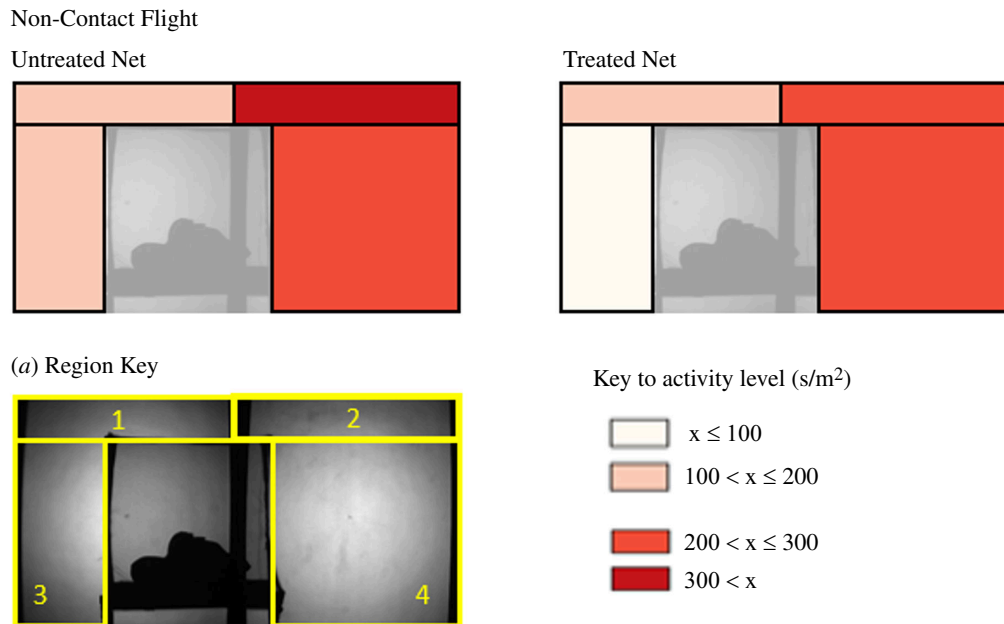 Non-Contact Flight
Untreated Net
Treated Net
(a) Region Key
1
2
3
4
Key to activity level (s/m²)
x ≤ 100
100 < x ≤ 200
200 < x ≤ 300
300 < x